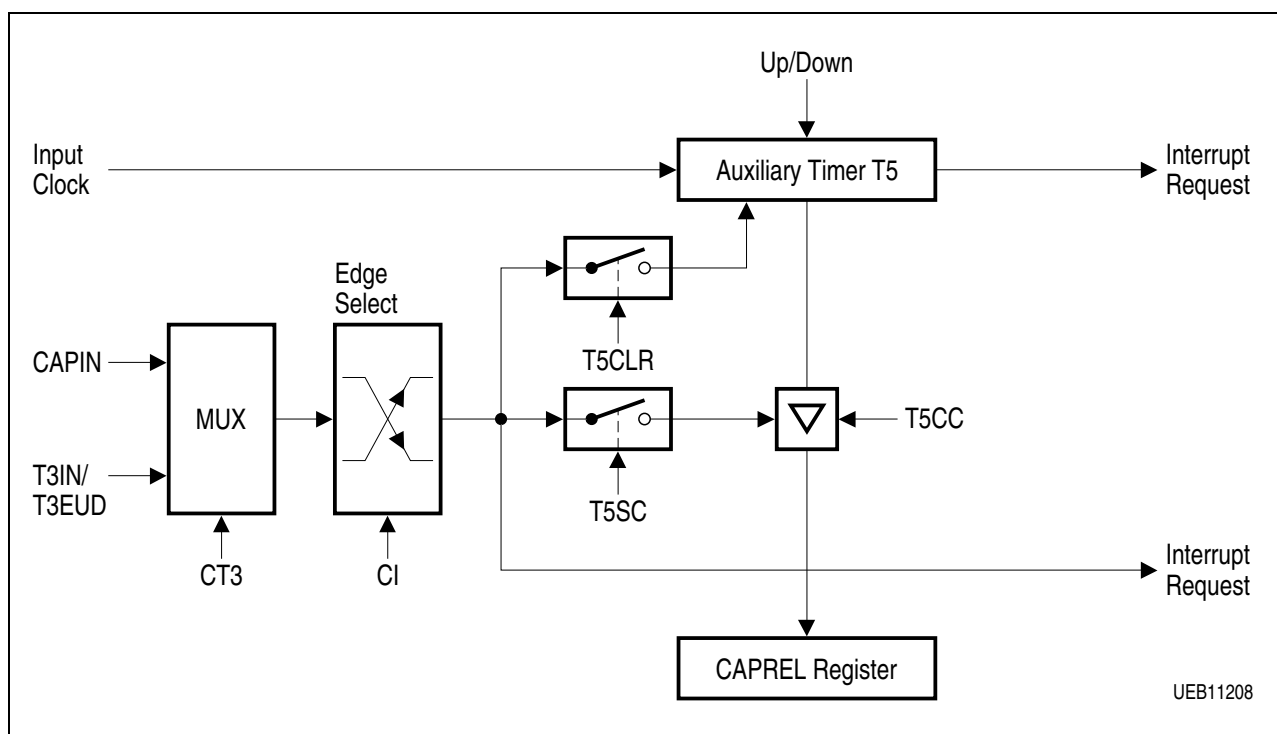 Up/Down
Input
Clock
Auxiliary Timer T5
Interrupt
Request
Edge
Select
T5CLR
CAPIN
MUX
T5CC
T3IN/
T3EUD
T5SC
CT3
CI
Interrupt
Request
CAPREL Register
UEB11208